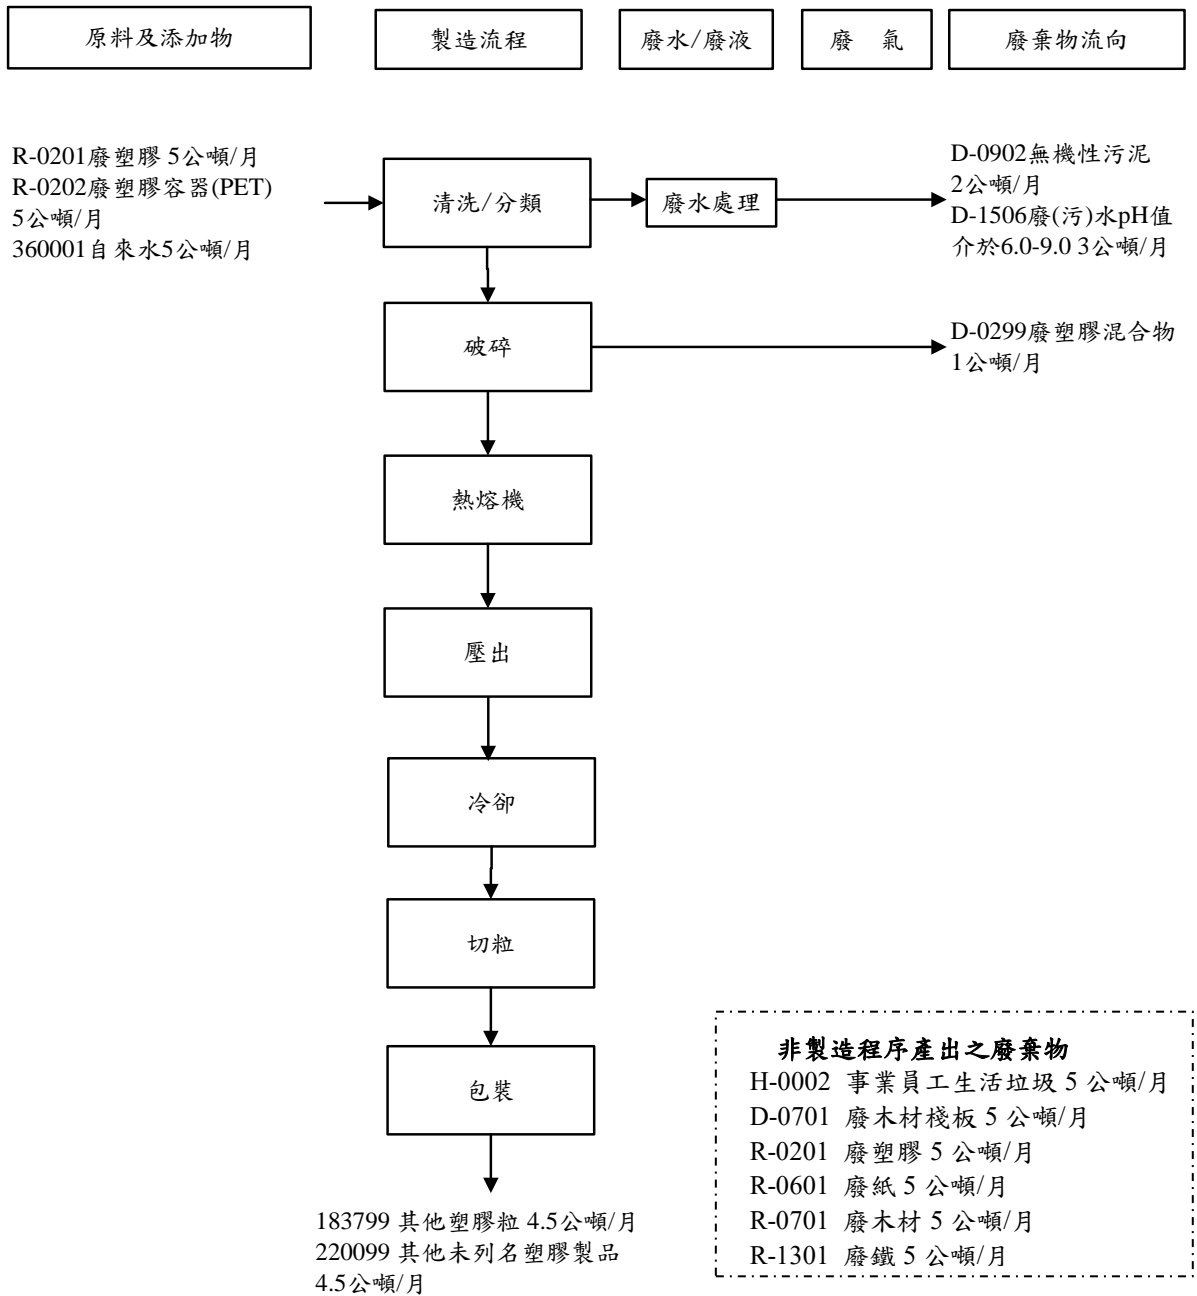 原料及添加物
製造流程
廢水/廢液
廢 氣
廢棄物流向
R-0201廢塑膠 5公噸/月
R-0202廢塑膠容器(PET)
5公噸/月
360001自來水5公噸/月
清洗/分類
廢水處理
D-0902無機性污泥
2公噸/月
D-1506廢(污)水pH值
介於6.0-9.0 3公噸/月
破碎
D-0299廢塑膠混合物
1公噸/月
熱熔機
壓出
冷卻
切粒
包裝
183799 其他塑膠粒 4.5公噸/月
220099 其他未列名塑膠製品
4.5公噸/月
非製造程序產出之廢棄物
H-0002 事業員工生活垃圾 5 公噸/月
D-0701 廢木材棧板 5 公噸/月
R-0201 廢塑膠 5 公噸/月
R-0601 廢紙 5 公噸/月
R-0701 廢木材 5 公噸/月
R-1301 廢鐵 5 公噸/月